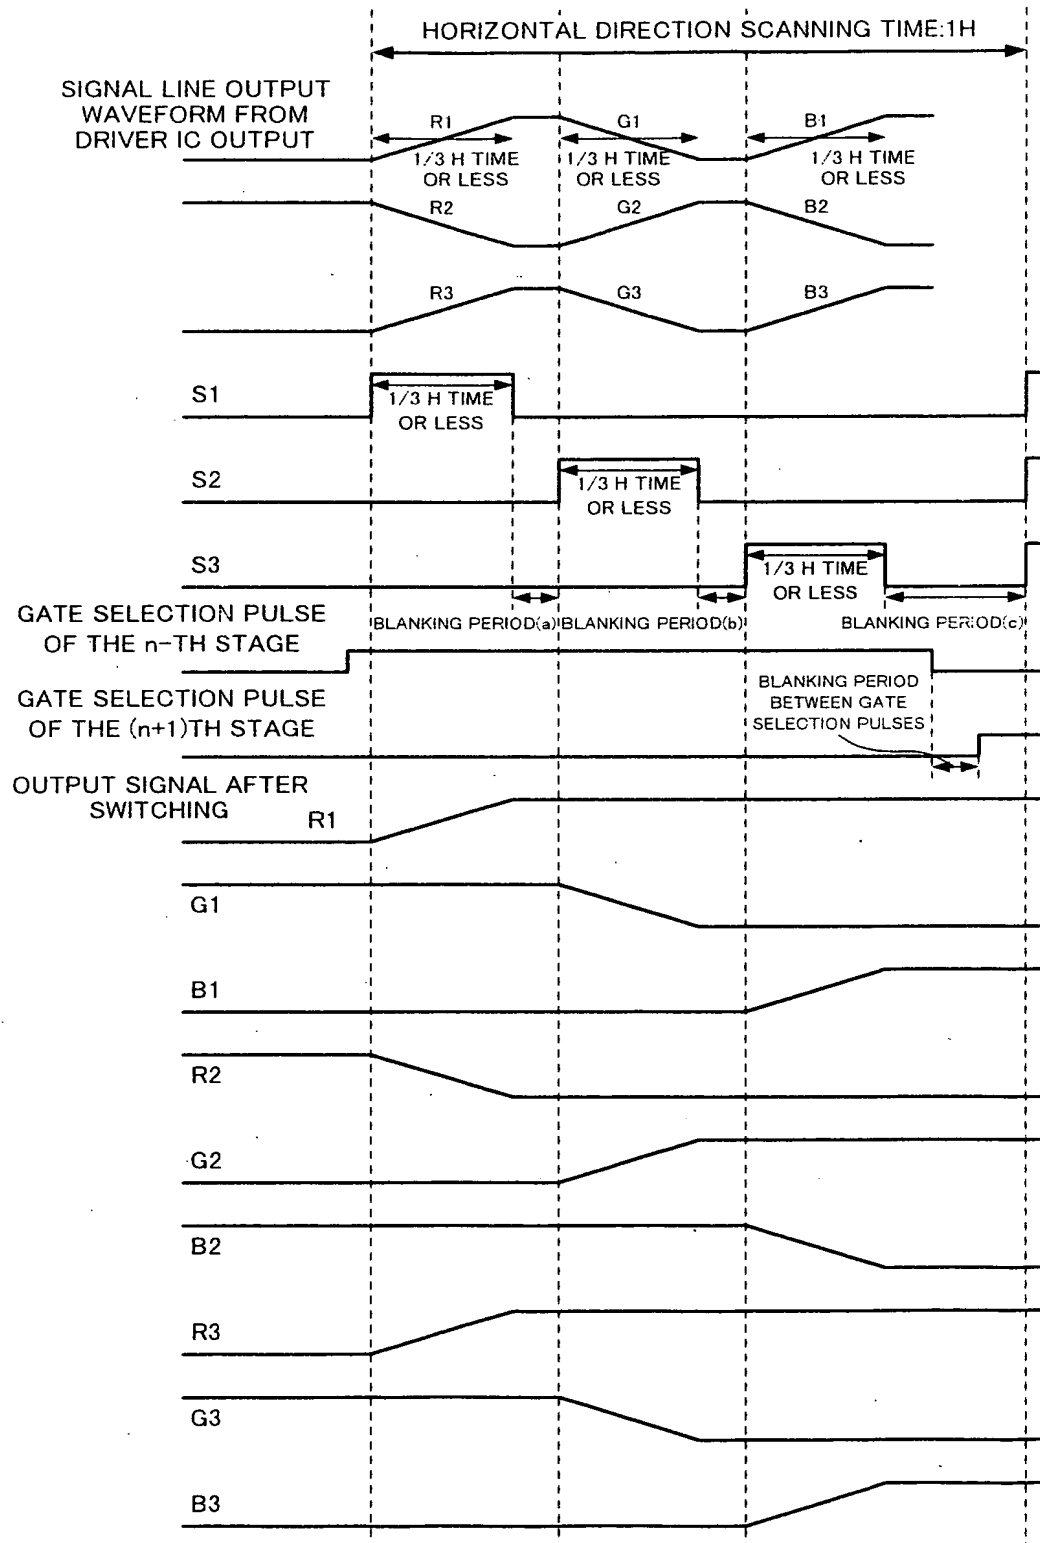 HORIZONTAL DIRECTION SCANNING TIME:1H
SIGNAL LINE OUTPUT
WAVEFORM FROM
DRIVER IC OUTPUT
R1
G1
B1
1/3 H TIME
OR LESS
1/3 H TIME
OR LESS
1/3 H TIME
OR LESS
R2
G2
B2
R3
G3
B3
S1
1/3 H TIME
OR LESS
S2
1/3 H TIME
OR LESS
S3
1/3 H TIME
OR LESS
GATE SELECTION PULSE
OF THE n-TH STAGE
BLANKING PERIOD(a)
BLANKING PERIOD(b)
BLANKING PERIOD(c)
GATE SELECTION PULSE
OF THE (n+1)TH STAGE
BLANKING PERIOD
BETWEEN GATE
SELECTION PULSES
OUTPUT SIGNAL AFTER
SWITCHING
R1
G1
B1
R2
G2
B2
R3
G3
B3